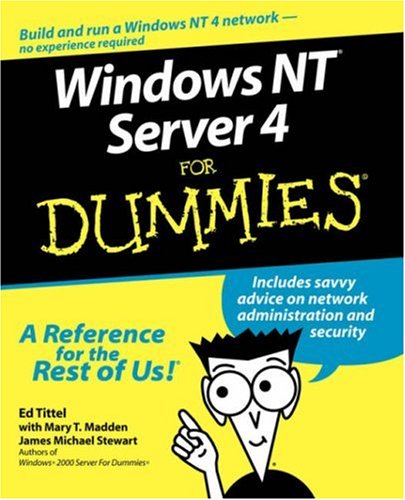 Build and run a Windows NT 4 network —
no experience required
Windows NT®
Server 4
FOR
DUMMIES®
Includes savvy
advice on network
administration and
security
A Reference
for the
Rest of Us!®
Ed Tittel
with Mary T. Madden
James Michael Stewart
Authors of
Windows® 2000 Server For Dummies®